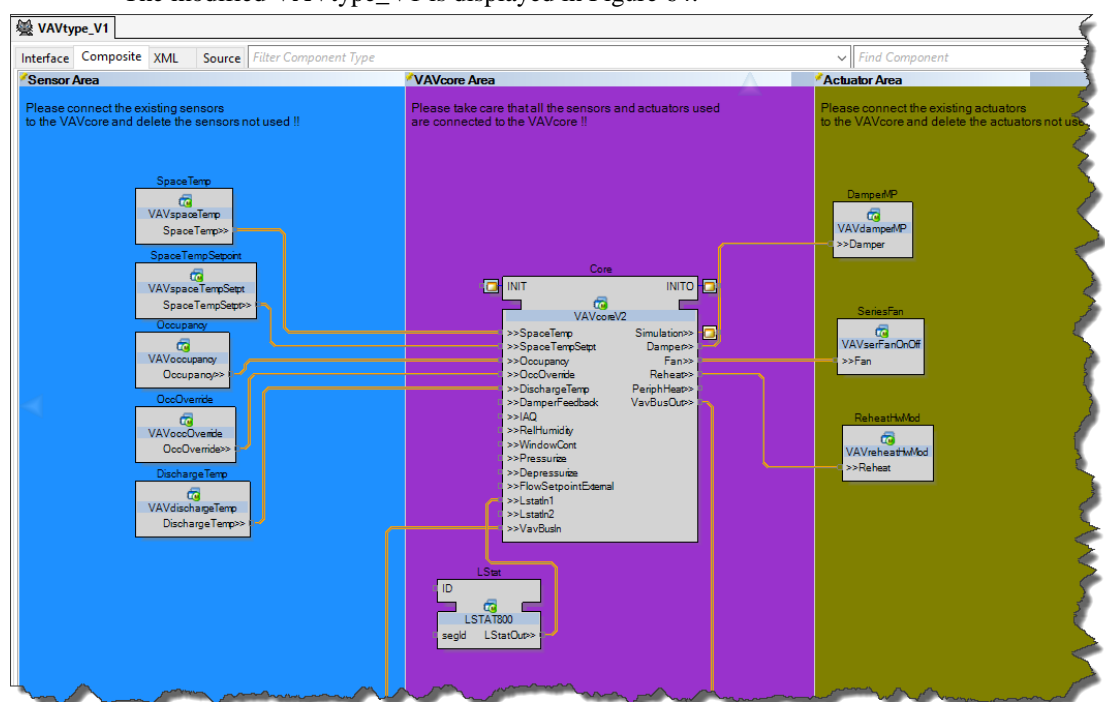 The modified VAVtype_V1 is displayed in Figure 84.
VAVtype_V1
Interface Composite XML Source Filter Component Type Find Component
Sensor Area
Please connect the existing sensors
to the VAVcore and delete the sensors not used !!
SpaceTemp
VAVspaceTemp
SpaceTemp>>
SpaceTempSetpoint
VAVspaceTempSetpt
SpaceTempSetpt>>
Occupancy
VAVoccupancy
Occupancy>>
OccOverride
VAVoccOverride
OccOverride>>
DischargeTemp
VAVdischargeTemp
DischargeTemp>>
VAVcore Area
Please take care that all the sensors and actuators used
are connected to the VAVcore !!
Core
INIT INITO
VAVcoreV2
>>SpaceTemp Simulation>>
>>SpaceTempSetpt Damper>>
>>Occupancy Fan>>
>>OccOverride Reheat>>
>>DischargeTemp PeriphHeat>>
>>DamperFeedback VavBusOut>>
>>IAQ
>>RelHumidity
>>WindowCont
>>Pressurize
>>Depressurize
>>FlowSetpointExternal
>>LstatIn1
>>LstatIn2
>>VavBusIn
LStat
ID
LSTAT800
segId LStatOut>>
Actuator Area
Please connect the existing actuators
to the VAVcore and delete the actuators not use
DamperMP
VAVdamperMP
>>Damper
SeriesFan
VAVserFanOnOff
>>Fan
ReheatHwMod
VAVreheatHwMod
>>Reheat